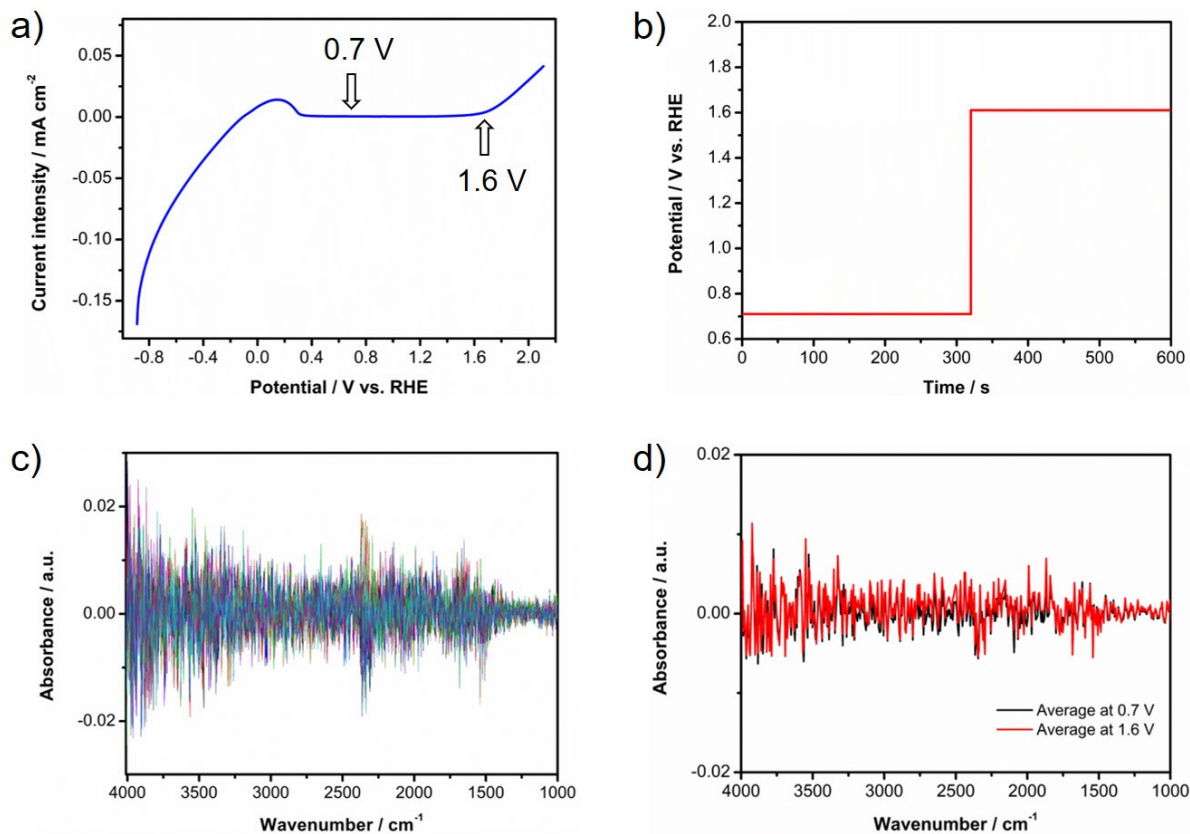 a)
0.7 V
1.6 V
0.05
0.00
-0.05
-0.10
-0.15
Current intensity / mA cm⁻²
-0.8 -0.4 0.0 0.4 0.8 1.2 1.6 2.0
Potential / V vs. RHE
b)
2.0
1.8
1.6
1.4
1.2
1.0
0.8
0.6
Potential / V vs. RHE
0 100 200 300 400 500 600
Time / s
c)
0.02
0.00
-0.02
Absorbance / a.u.
4000 3500 3000 2500 2000 1500 1000
Wavenumber / cm⁻¹
d)
0.02
0.00
-0.02
Absorbance / a.u.
Average at 0.7 V
Average at 1.6 V
4000 3500 3000 2500 2000 1500 1000
Wavenumber / cm⁻¹